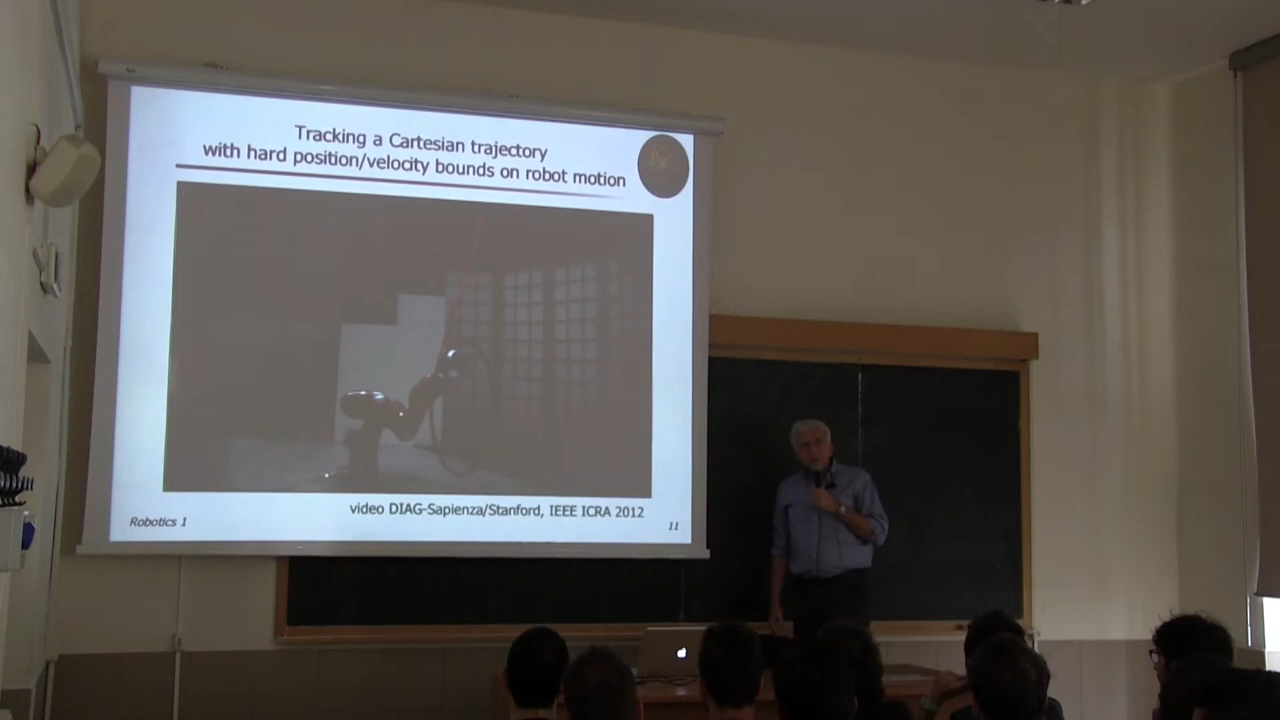 Tracking a Cartesian trajectory
with hard position/velocity bounds on robot motion
video DIAG-Sapienza/Stanford, IEEE ICRA 2012
Robotics 1
11